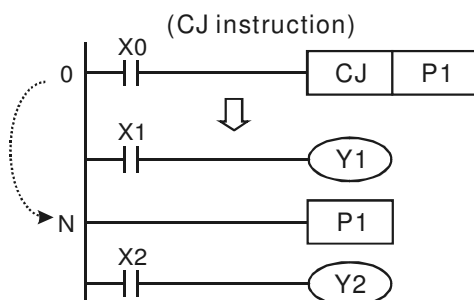 (CJ instruction)
X0
0 CJ P1
X1
Y1
N P1
X2
Y2